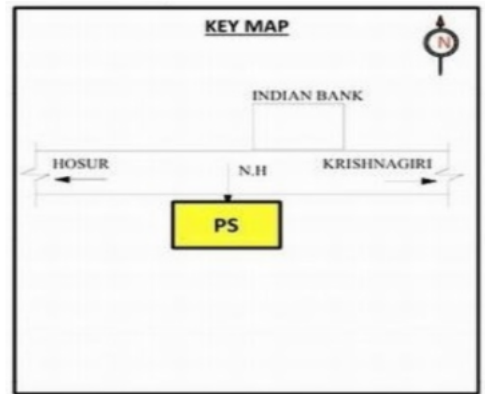 KEY MAP
N
INDIAN BANK
HOSUR
N.H
KRISHNAGIRI
PS